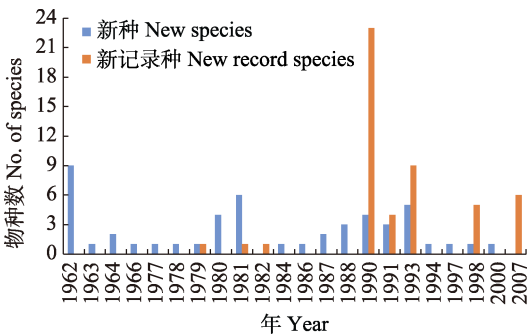 24
21
18
15
12
9
6
3
0
物种数 No. of species
新种 New species
新记录种 New record species
1962 1963 1964 1966 1977 1978 1979 1980 1981 1982 1984 1986 1987 1988 1990 1991 1993 1994 1997 1998 2000 2007
年 Year